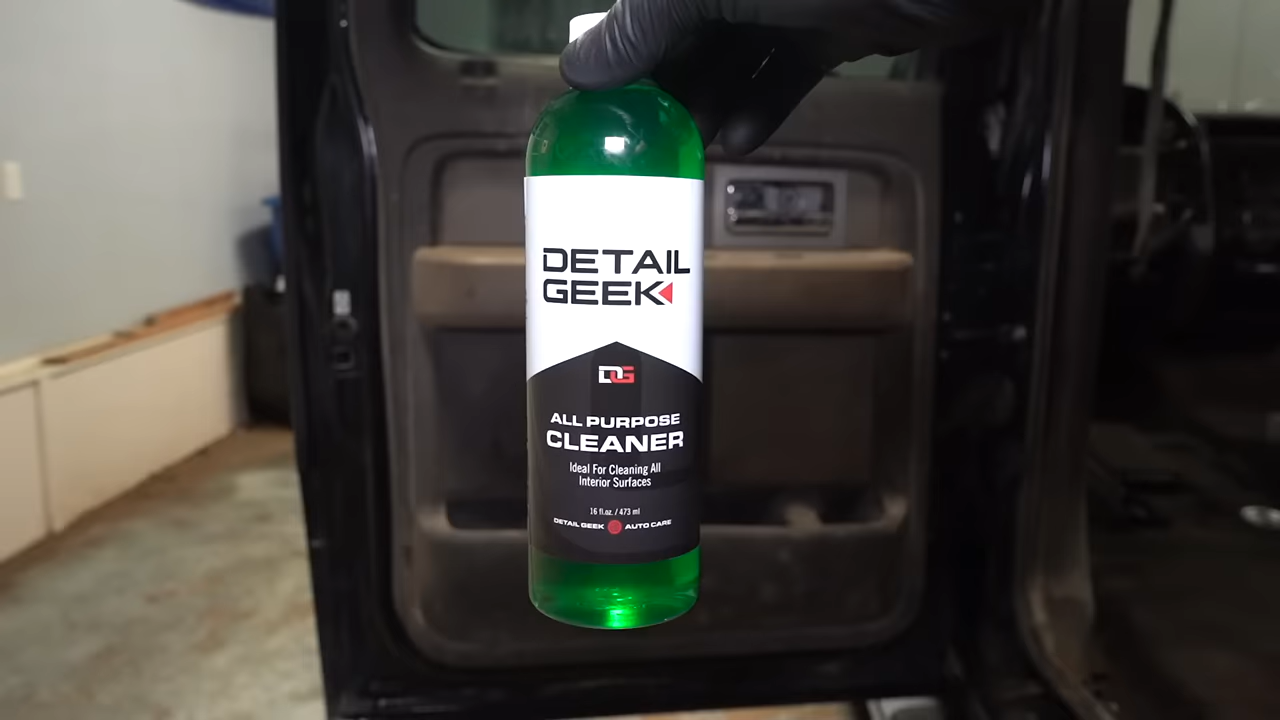 DETAIL
GEEK
DG
ALL PURPOSE
CLEANER
Ideal For Cleaning All
Interior Surfaces
16 fl.oz. / 473 ml
DETAIL GEEK AUTO CARE